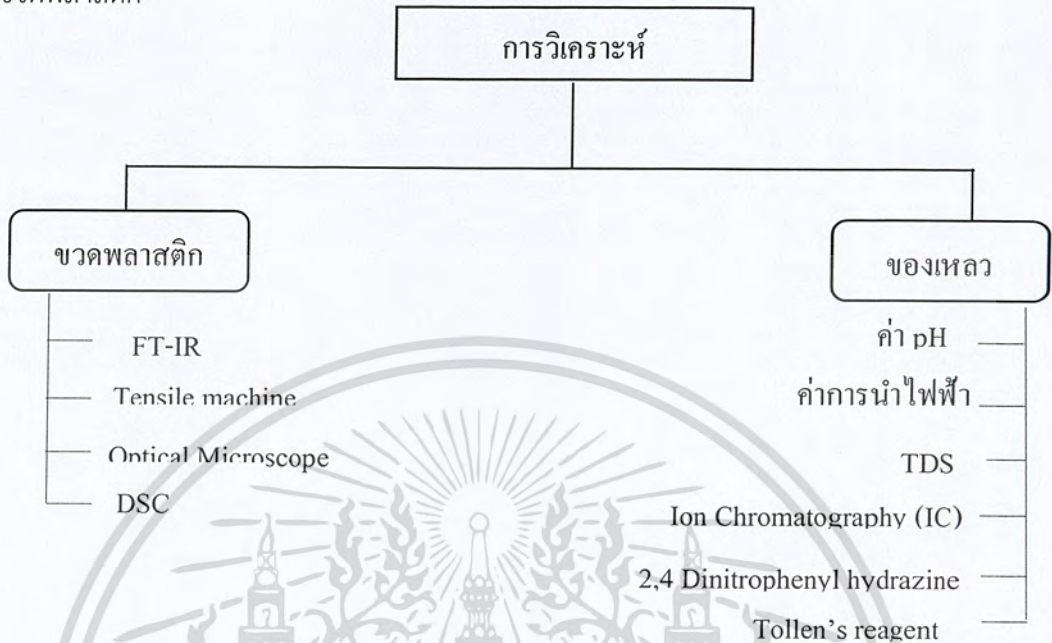 การวิเคราะห์
ขวดพลาสติก
FT-IR
Tensile machine
Optical Microscope
DSC
ของเหลว
ค่า pH
ค่าการนำไฟฟ้า
TDS
Ion Chromatography (IC)
2,4 Dinitrophenyl hydrazine
Tollen's reagent